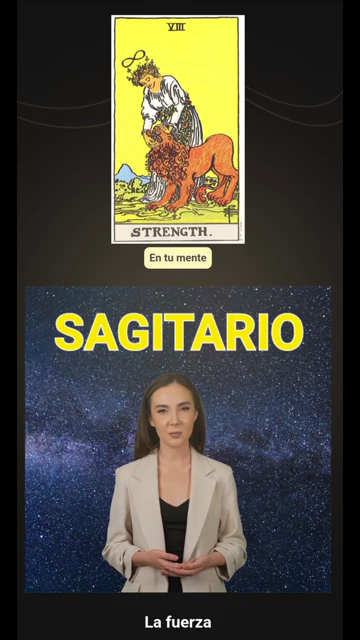 VIII
STRENGTH.
En tu mente
SAGITARIO
La fuerza